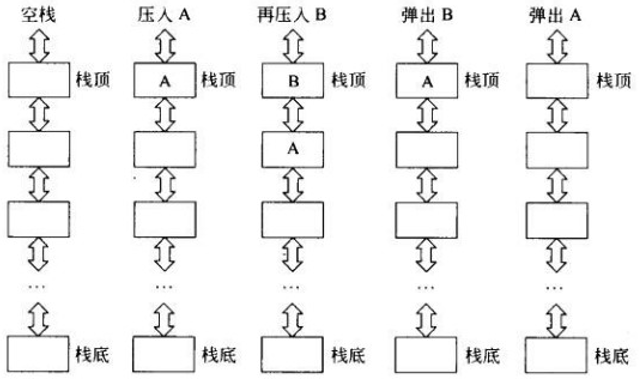 空栈 压入 A 再压入 B 弹出 B 弹出 A
栈顶 A 栈顶 B 栈顶 A 栈顶 栈顶
A
… … … … …
栈底 栈底 栈底 栈底 栈底